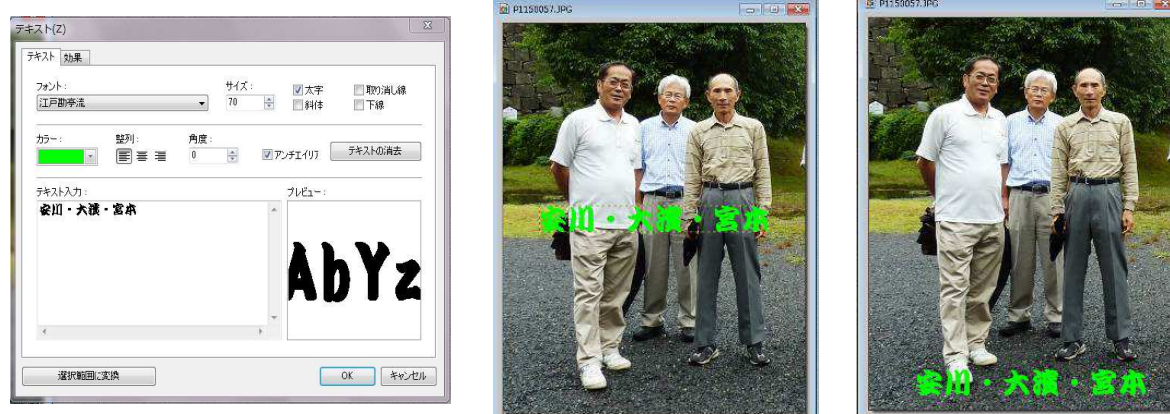 テキスト(Z)
テキスト 効果
フォント: サイズ:
江戸勘亭流 70 太字 取り消し線
斜体 下線
カラー: 整列: 角度:
0 アンチエイリア テキストの消去
テキスト入力: プレビュー:
安川・大濱・宮本
AbYz
選択範囲に変換 OK キャンセル
P1150057.JPG
安川・大濱・宮本
P1150057.JPG
安川・大濱・宮本